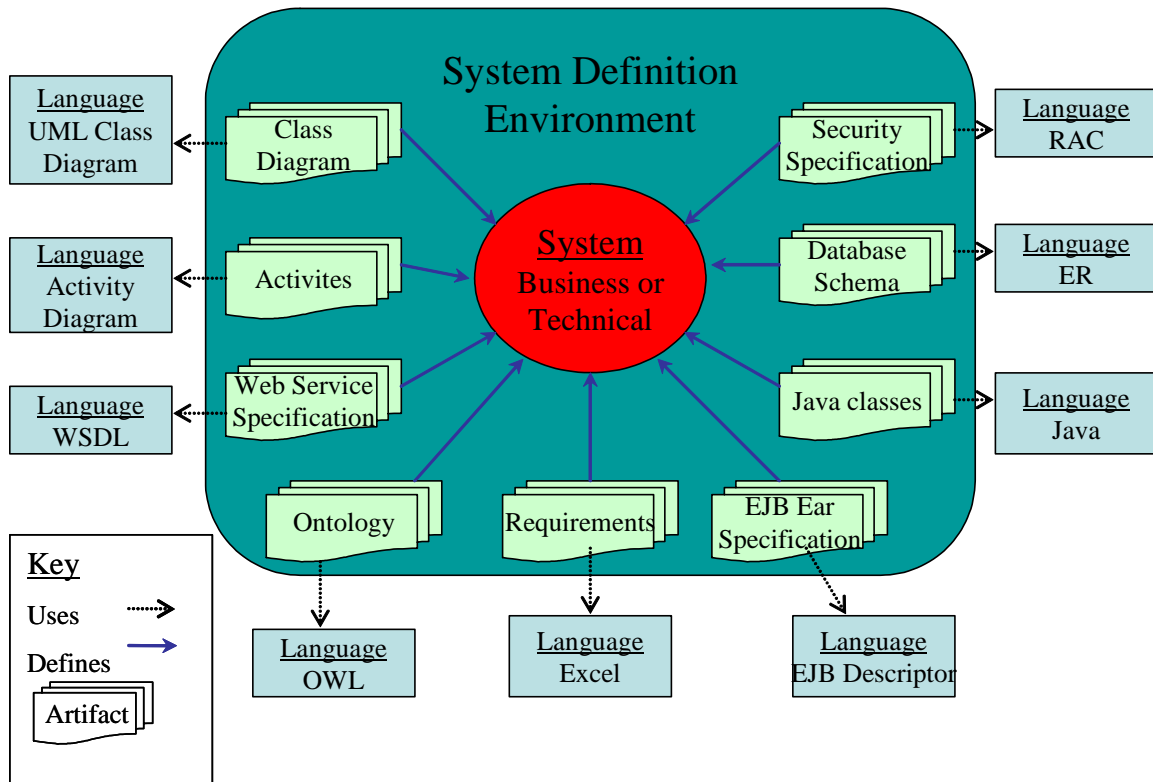 System Definition
Environment
Language
UML Class
Diagram
Class
Diagram
Security
Specification
Language
RAC
Language
Activity
Diagram
Activites
System
Business or
Technical
Database
Schema
Language
ER
Language
WSDL
Web Service
Specification
Java classes
Language
Java
Ontology
Requirements
EJB Ear
Specification
Key
Uses
Defines
Artifact
Language
OWL
Language
Excel
Language
EJB Descriptor